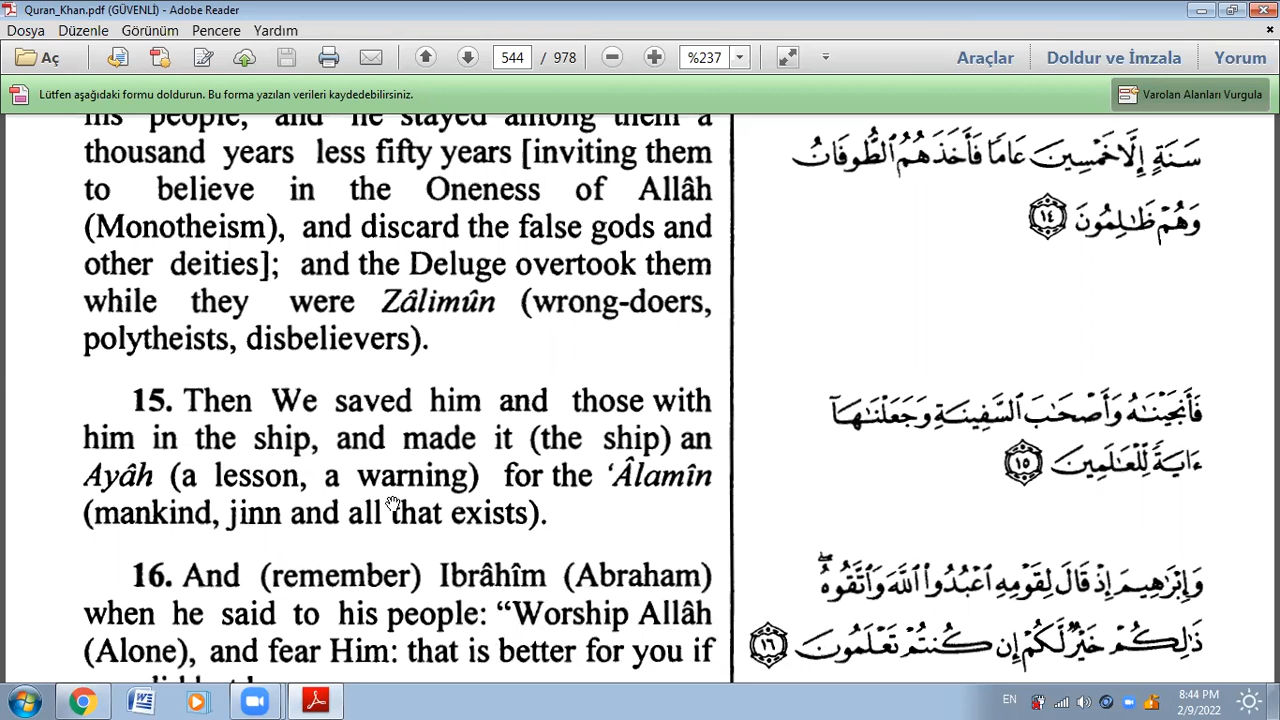 Quran_Khan.pdf (GÜVENLİ) - Adobe Reader
Dosya Düzenle Görünüm Pencere Yardım
Aç 544 / 978 %237 Araçlar Doldur ve İmzala Yorum
Lütfen aşağıdaki formu doldurun. Bu forma yazılan verileri kaydedebilirsiniz. Varolan Alanları Vurgula
his people, and he stayed among them a
thousand years less fifty years [inviting them
to believe in the Oneness of Allâh
(Monotheism), and discard the false gods and
other deities]; and the Deluge overtook them
while they were Zâlimûn (wrong-doers,
polytheists, disbelievers).
15. Then We saved him and those with
him in the ship, and made it (the ship) an
Ayâh (a lesson, a warning) for the ‘Âlamîn
(mankind, jinn and all that exists).
16. And (remember) Ibrâhîm (Abraham)
when he said to his people: “Worship Allâh
(Alone), and fear Him: that is better for you if
سَنَةٍ إِلَّا خَمْسِينَ عَامًا فَأَخَذَهُمُ ٱلطُّوفَانُ
وَهُمْ ظَـٰلِمُونَ ١٤
فَأَنجَيْنَـٰهُ وَأَصْحَـٰبَ ٱلسَّفِينَةِ وَجَعَلْنَـٰهَآ
ءَايَةً لِّلْعَـٰلَمِينَ ١٥
وَإِبْرَٰهِيمَ إِذْ قَالَ لِقَوْمِهِ ٱعْبُدُوا۟ ٱللَّهَ وَٱتَّقُوهُ ۖ
ذَٰلِكُمْ خَيْرٌ لَّكُمْ إِن كُنتُمْ تَعْلَمُونَ ١٦
EN 8:44 PM
2/9/2022